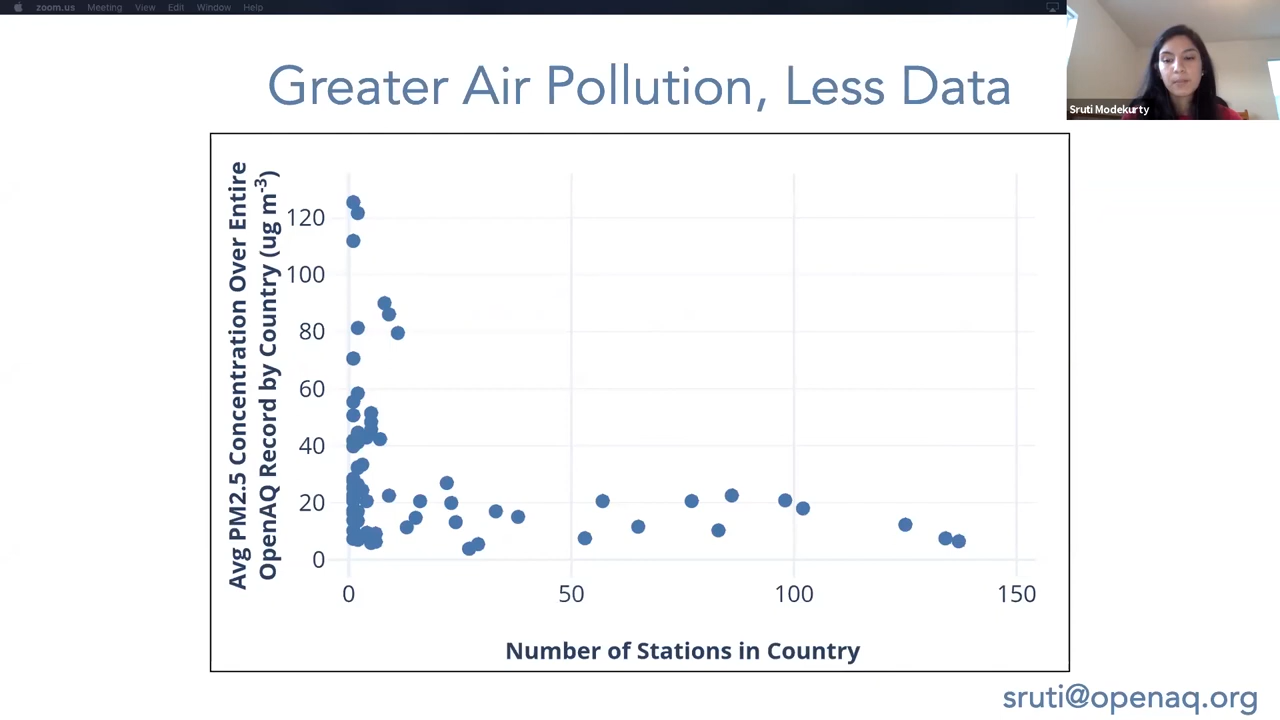 zoom.us Meeting View Edit Window Help
Greater Air Pollution, Less Data
Sruti Modekurty
Avg PM2.5 Concentration Over Entire
OpenAQ Record by Country (ug m⁻³)
120
100
80
60
40
20
0
0 50 100 150
Number of Stations in Country
sruti@openaq.org